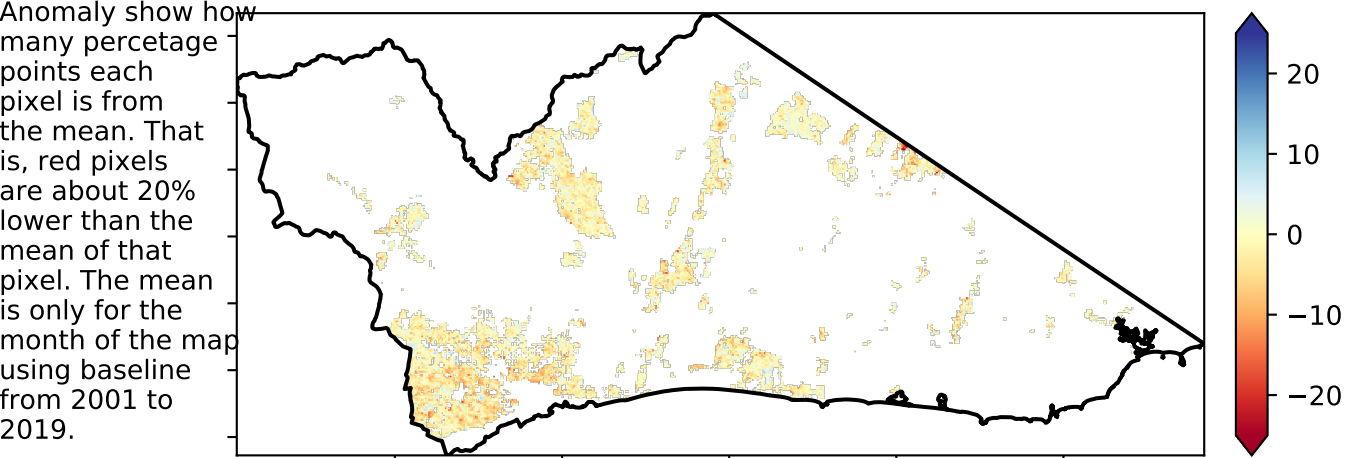 Anomaly show how
many percetage
points each
pixel is from
the mean. That
is, red pixels
are about 20%
lower than the
mean of that
pixel. The mean
is only for the
month of the map
using baseline
from 2001 to
2019.
20
10
0
−10
−20